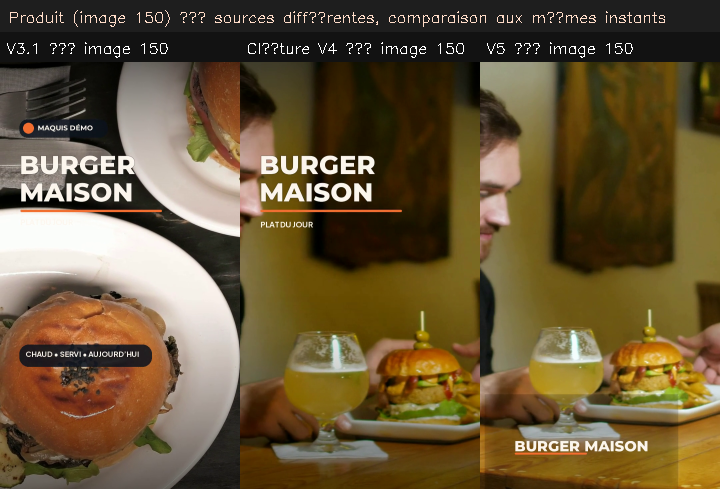 Produit (image 150) ??? sources diff??rentes, comparaison aux m??mes instants
V3.1 ??? image 150
Cl??ture V4 ??? image 150
V5 ??? image 150
MAQUIS DÉMO
BURGER
MAISON
CHAUD • SERVI • AUJOURD'HUI
BURGER
MAISON
PLAT DU JOUR
BURGER MAISON